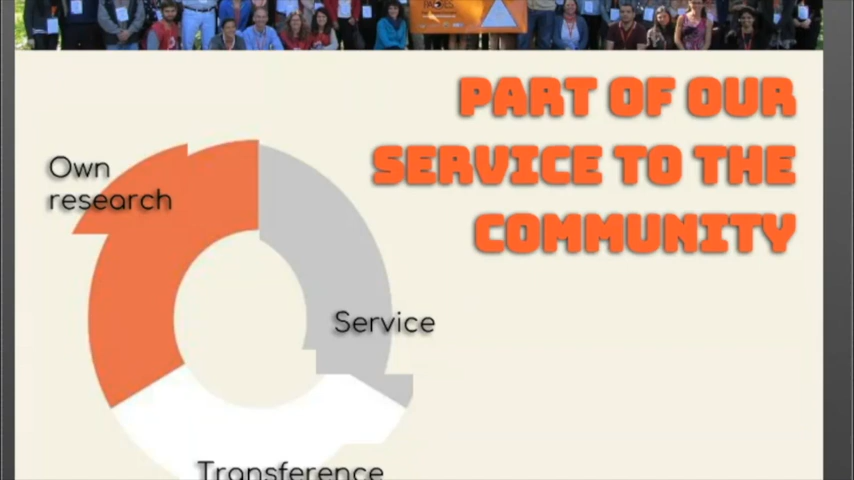 PART OF OUR
SERVICE TO THE
COMMUNITY
Own
research
Service
Transference